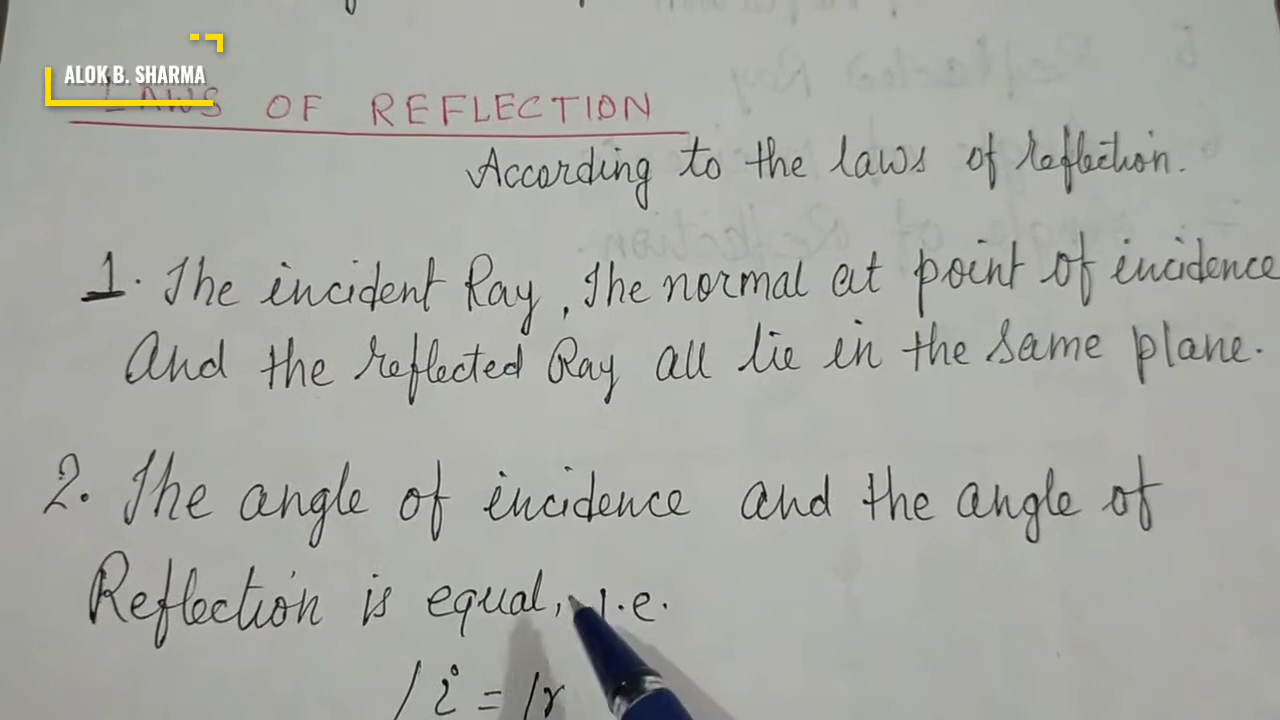 ALOK B. SHARMA
LAWS OF REFLECTION
According to the laws of reflection.
1. The incident Ray, The normal at point of incidence
And the reflected Ray all lie in the same plane.
2. The angle of incidence and the angle of
Reflection is equal, i.e.
∠i = ∠r